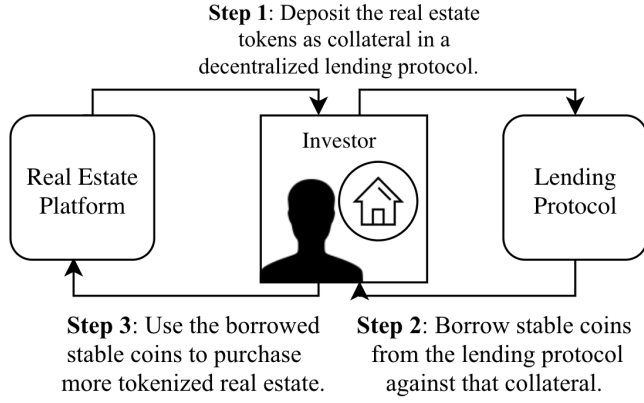 Step 1: Deposit the real estate
tokens as collateral in a
decentralized lending protocol.
Real Estate
Platform
Investor
Lending
Protocol
Step 3: Use the borrowed
stable coins to purchase
more tokenized real estate.
Step 2: Borrow stable coins
from the lending protocol
against that collateral.